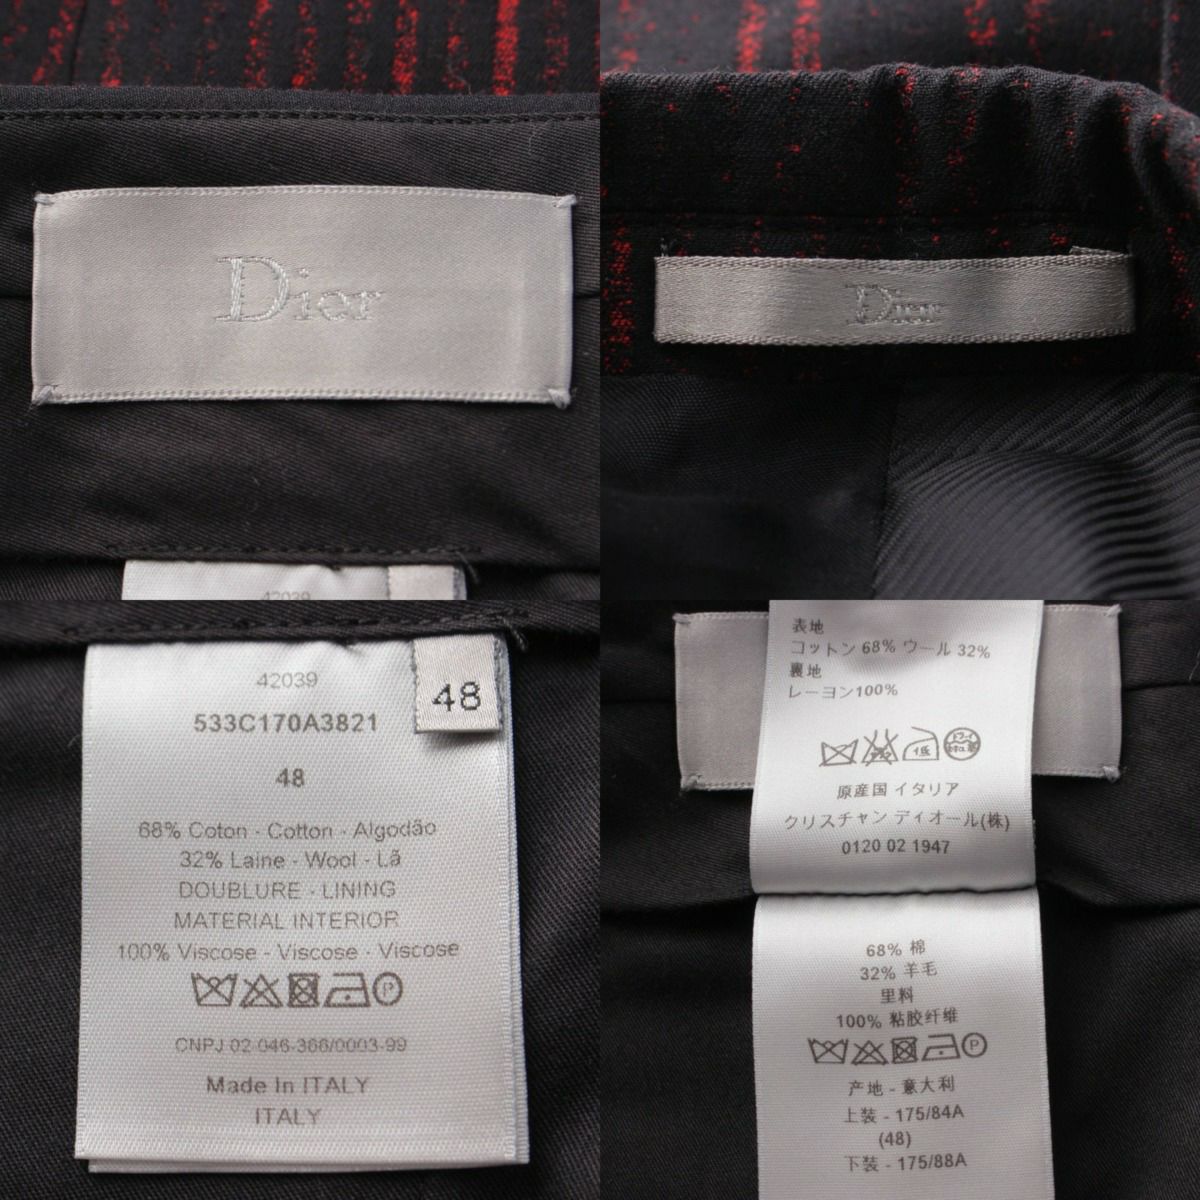 Dior
42039
Dior
42039
533C170A3821
48
48
68% Coton - Cotton - Algodão
32% Laine - Wool - Lã
DOUBLURE - LINING
MATERIAL INTERIOR
100% Viscose - Viscose - Viscose
P
CNPJ 02-046-366/0003-99
Made In ITALY
ITALY
表地
コットン 68% ウール 32%
裏地
レーヨン100%
低 ドライ
原産国 イタリア
クリスチャン ディオール(株)
0120 02 1947
68% 棉
32% 羊毛
里料
100% 粘胶纤维
P
产地 - 意大利
上装 - 175/84A
(48)
下装 - 175/88A